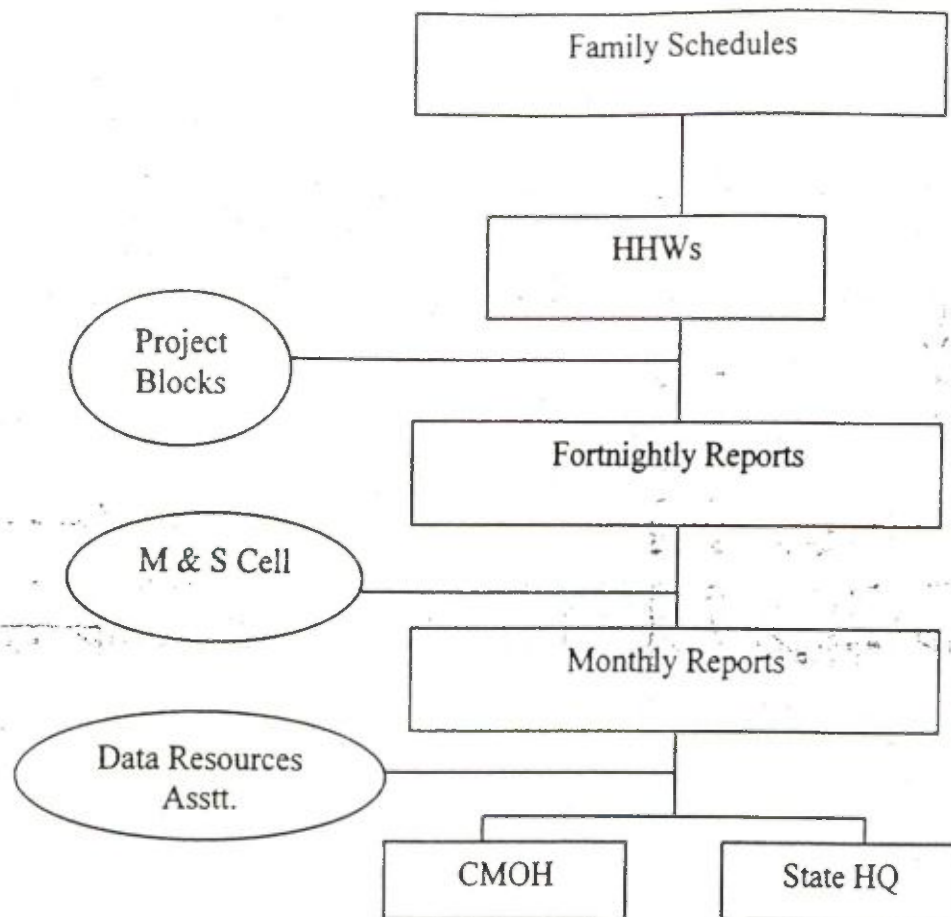 Family Schedules
HHWs
Project
Blocks
Fortnightly Reports
M & S Cell
Monthly Reports
Data Resources
Asstt.
CMOH
State HQ